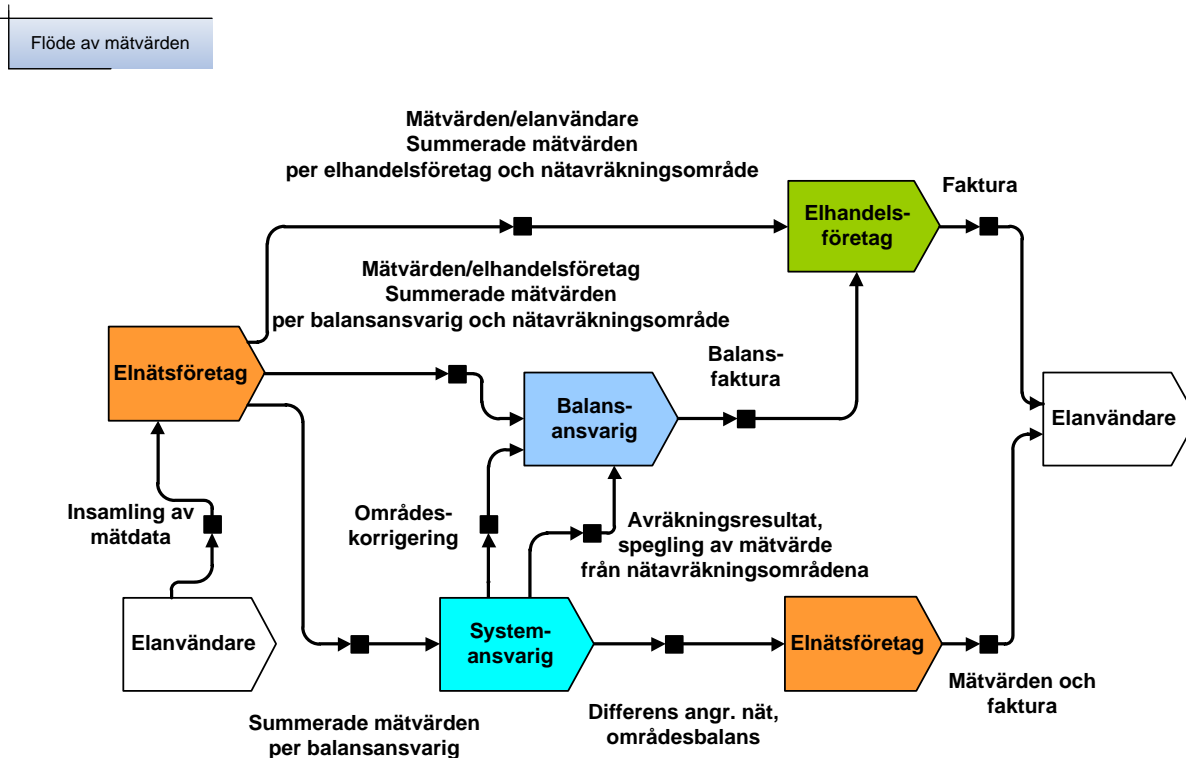 Flöde av mätvärden
Mätvärden/elanvändare
Summerade mätvärden
per elhandelsföretag och nätavräkningsområde
Elhandels-
företag
Faktura
Mätvärden/elhandelsföretag
Summerade mätvärden
per balansansvarig och nätavräkningsområde
Elnätsföretag
Balans-
ansvarig
Balans-
faktura
Elanvändare
Insamling av
mätdata
Områdes-
korrigering
Avräkningsresultat,
spegling av mätvärde
från nätavräkningsområdena
Elanvändare
System-
ansvarig
Elnätsföretag
Summerade mätvärden
per balansansvarig
Differens angr. nät,
områdesbalans
Mätvärden och
faktura